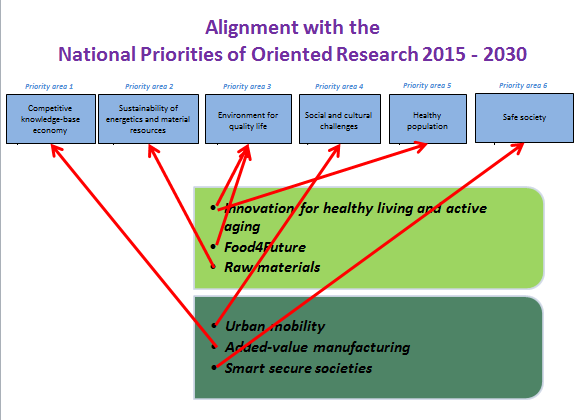 Alignment with the
National Priorities of Oriented Research 2015 - 2030
Priority area 1
Priority area 2
Priority area 3
Priority area 4
Priority area 5
Priority area 6
Competitive
knowledge-base
economy
Sustainability of
energetics and material
resources
Environment for
quality life
Social and cultural
challenges
Healthy
population
Safe society
• Innovation for healthy living and active
aging
• Food4Future
• Raw materials
• Urban mobility
• Added-value manufacturing
• Smart secure societies